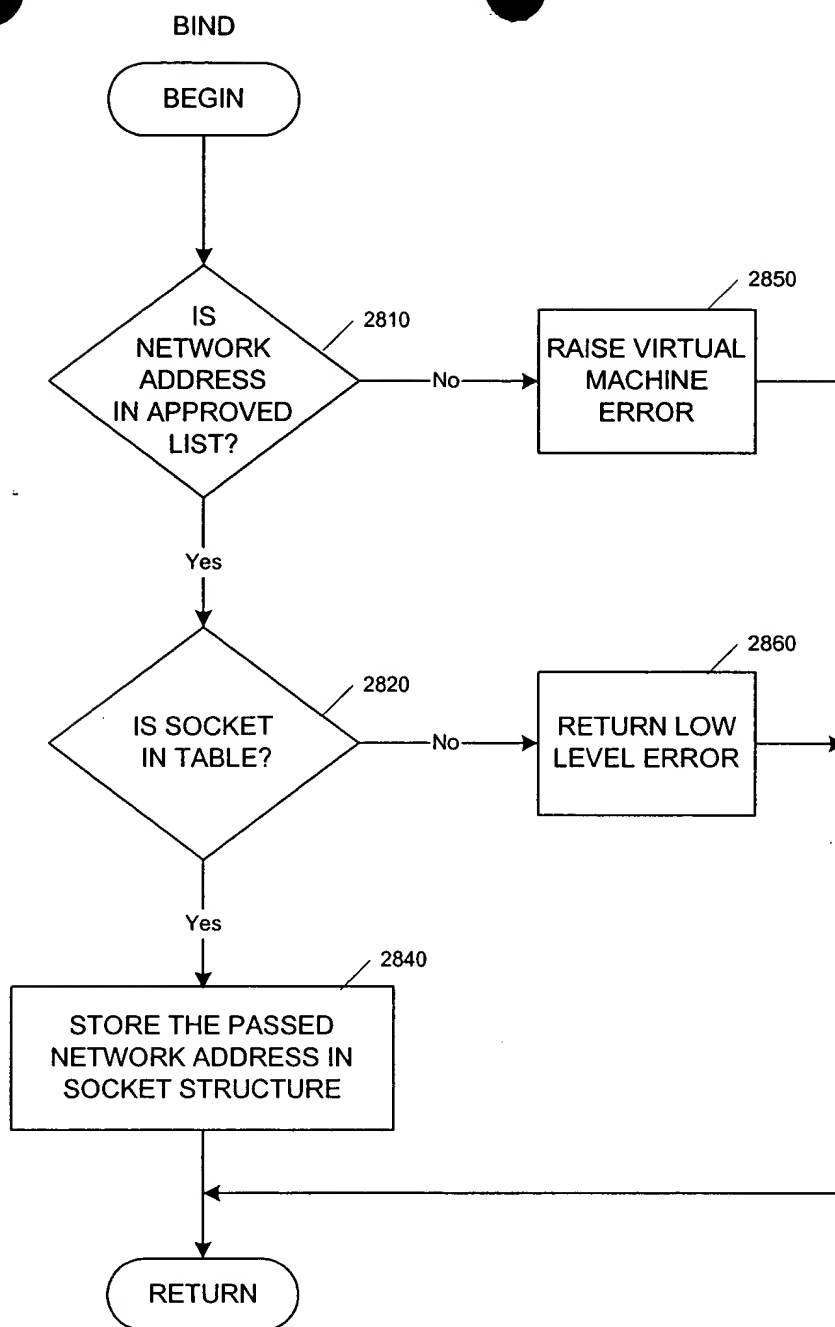 BIND
BEGIN
IS
NETWORK
ADDRESS
IN APPROVED
LIST?
2810
No
2850
RAISE VIRTUAL
MACHINE
ERROR
Yes
IS SOCKET
IN TABLE?
2820
No
2860
RETURN LOW
LEVEL ERROR
Yes
2840
STORE THE PASSED
NETWORK ADDRESS IN
SOCKET STRUCTURE
RETURN